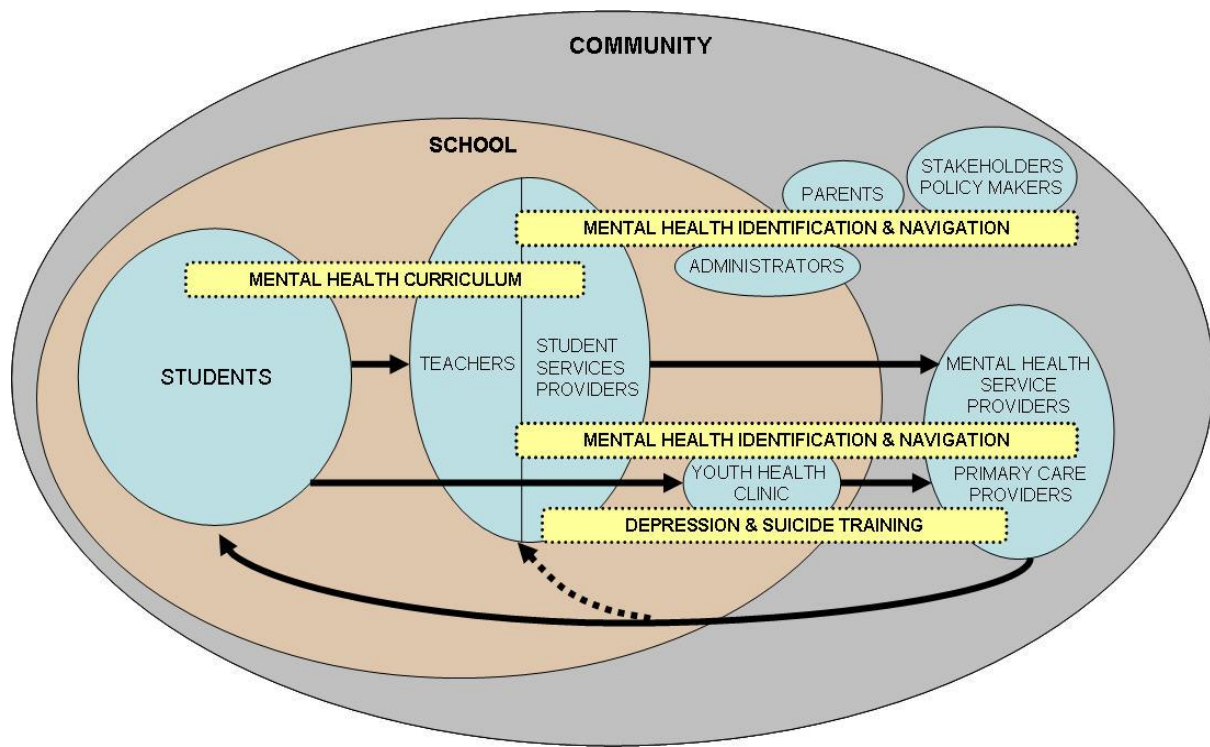 COMMUNITY
SCHOOL
PARENTS
STAKEHOLDERS
POLICY MAKERS
MENTAL HEALTH IDENTIFICATION & NAVIGATION
ADMINISTRATORS
MENTAL HEALTH CURRICULUM
STUDENTS
TEACHERS
STUDENT
SERVICES
PROVIDERS
MENTAL HEALTH
SERVICE
PROVIDERS
MENTAL HEALTH IDENTIFICATION & NAVIGATION
YOUTH HEALTH
CLINIC
PRIMARY CARE
PROVIDERS
DEPRESSION & SUICIDE TRAINING